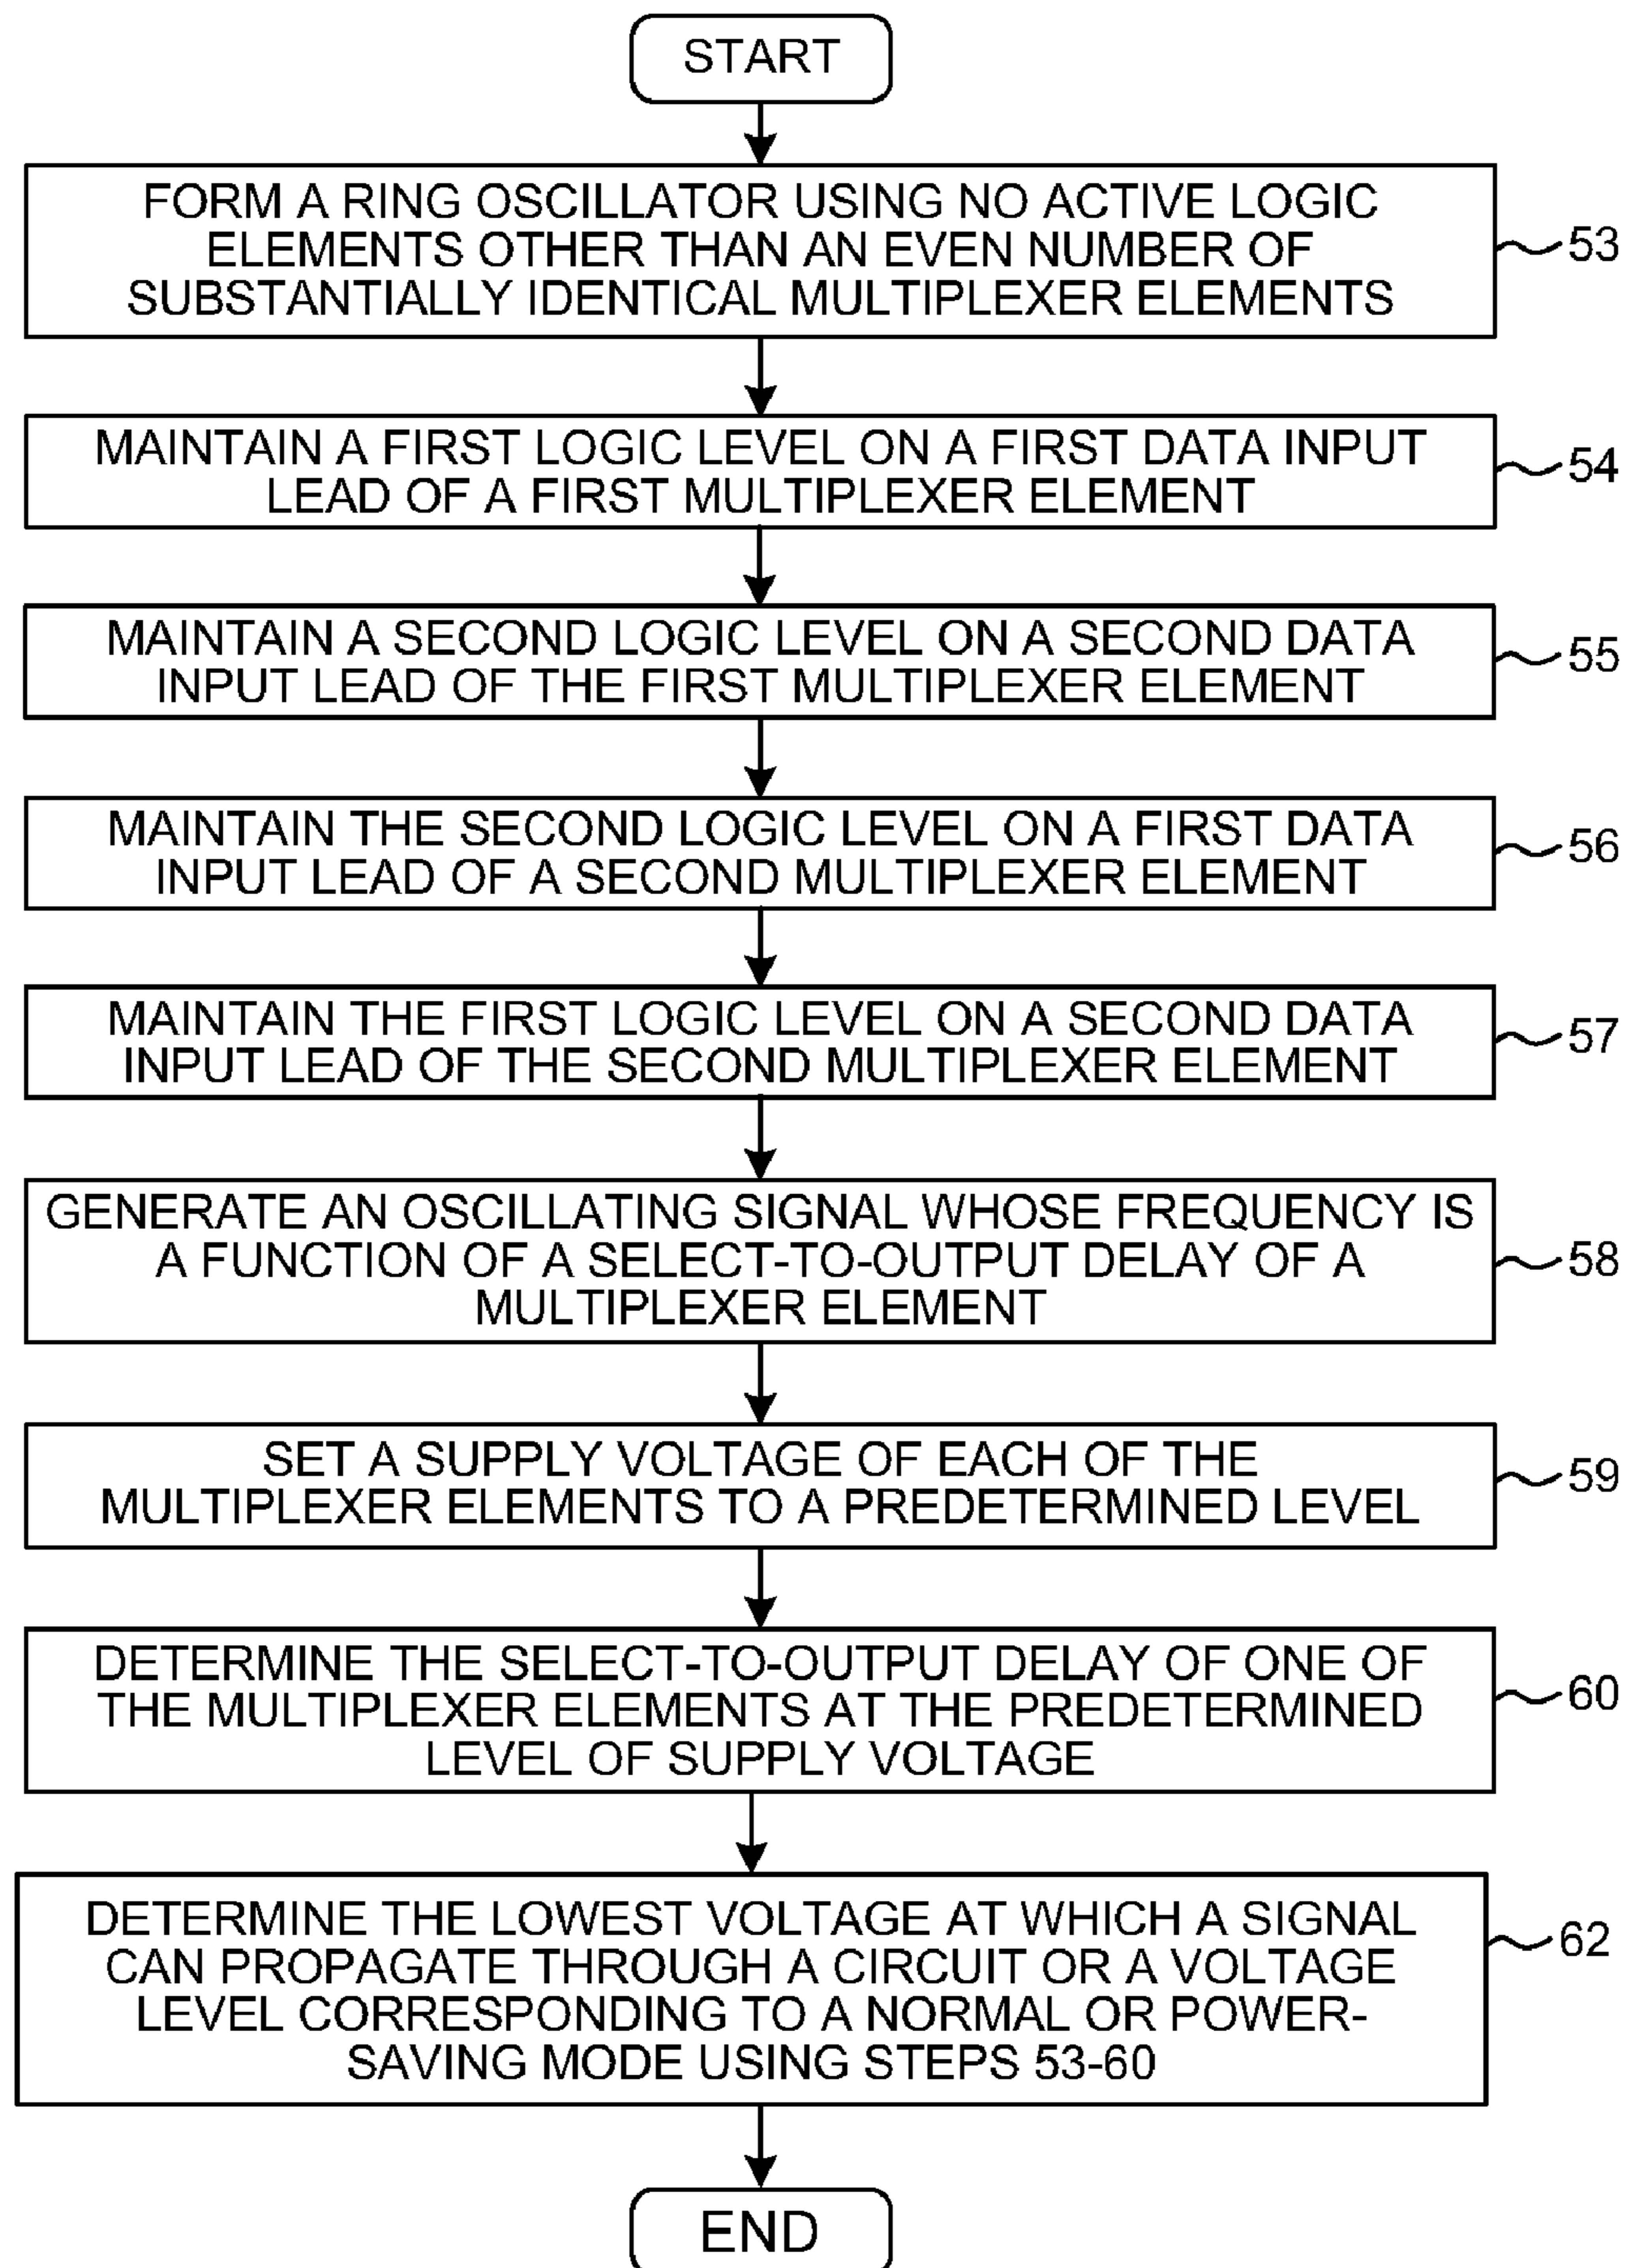 START
FORM A RING OSCILLATOR USING NO ACTIVE LOGIC
ELEMENTS OTHER THAN AN EVEN NUMBER OF
SUBSTANTIALLY IDENTICAL MULTIPLEXER ELEMENTS
53
MAINTAIN A FIRST LOGIC LEVEL ON A FIRST DATA INPUT
LEAD OF A FIRST MULTIPLEXER ELEMENT
54
MAINTAIN A SECOND LOGIC LEVEL ON A SECOND DATA
INPUT LEAD OF THE FIRST MULTIPLEXER ELEMENT
55
MAINTAIN THE SECOND LOGIC LEVEL ON A FIRST DATA
INPUT LEAD OF A SECOND MULTIPLEXER ELEMENT
56
MAINTAIN THE FIRST LOGIC LEVEL ON A SECOND DATA
INPUT LEAD OF THE SECOND MULTIPLEXER ELEMENT
57
GENERATE AN OSCILLATING SIGNAL WHOSE FREQUENCY IS
A FUNCTION OF A SELECT-TO-OUTPUT DELAY OF A
MULTIPLEXER ELEMENT
58
SET A SUPPLY VOLTAGE OF EACH OF THE
MULTIPLEXER ELEMENTS TO A PREDETERMINED LEVEL
59
DETERMINE THE SELECT-TO-OUTPUT DELAY OF ONE OF
THE MULTIPLEXER ELEMENTS AT THE PREDETERMINED
LEVEL OF SUPPLY VOLTAGE
60
DETERMINE THE LOWEST VOLTAGE AT WHICH A SIGNAL
CAN PROPAGATE THROUGH A CIRCUIT OR A VOLTAGE
LEVEL CORRESPONDING TO A NORMAL OR POWER-
SAVING MODE USING STEPS 53-60
62
END